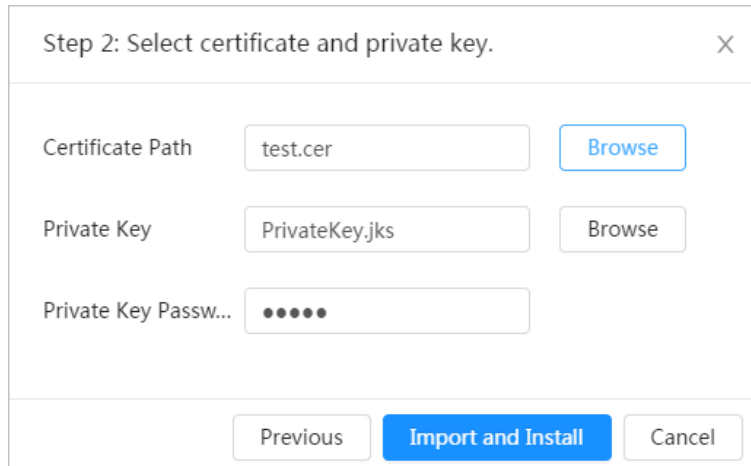 Step 2: Select certificate and private key.
Certificate Path test.cer Browse
Private Key PrivateKey.jks Browse
Private Key Passw... ●●●●●
Previous Import and Install Cancel